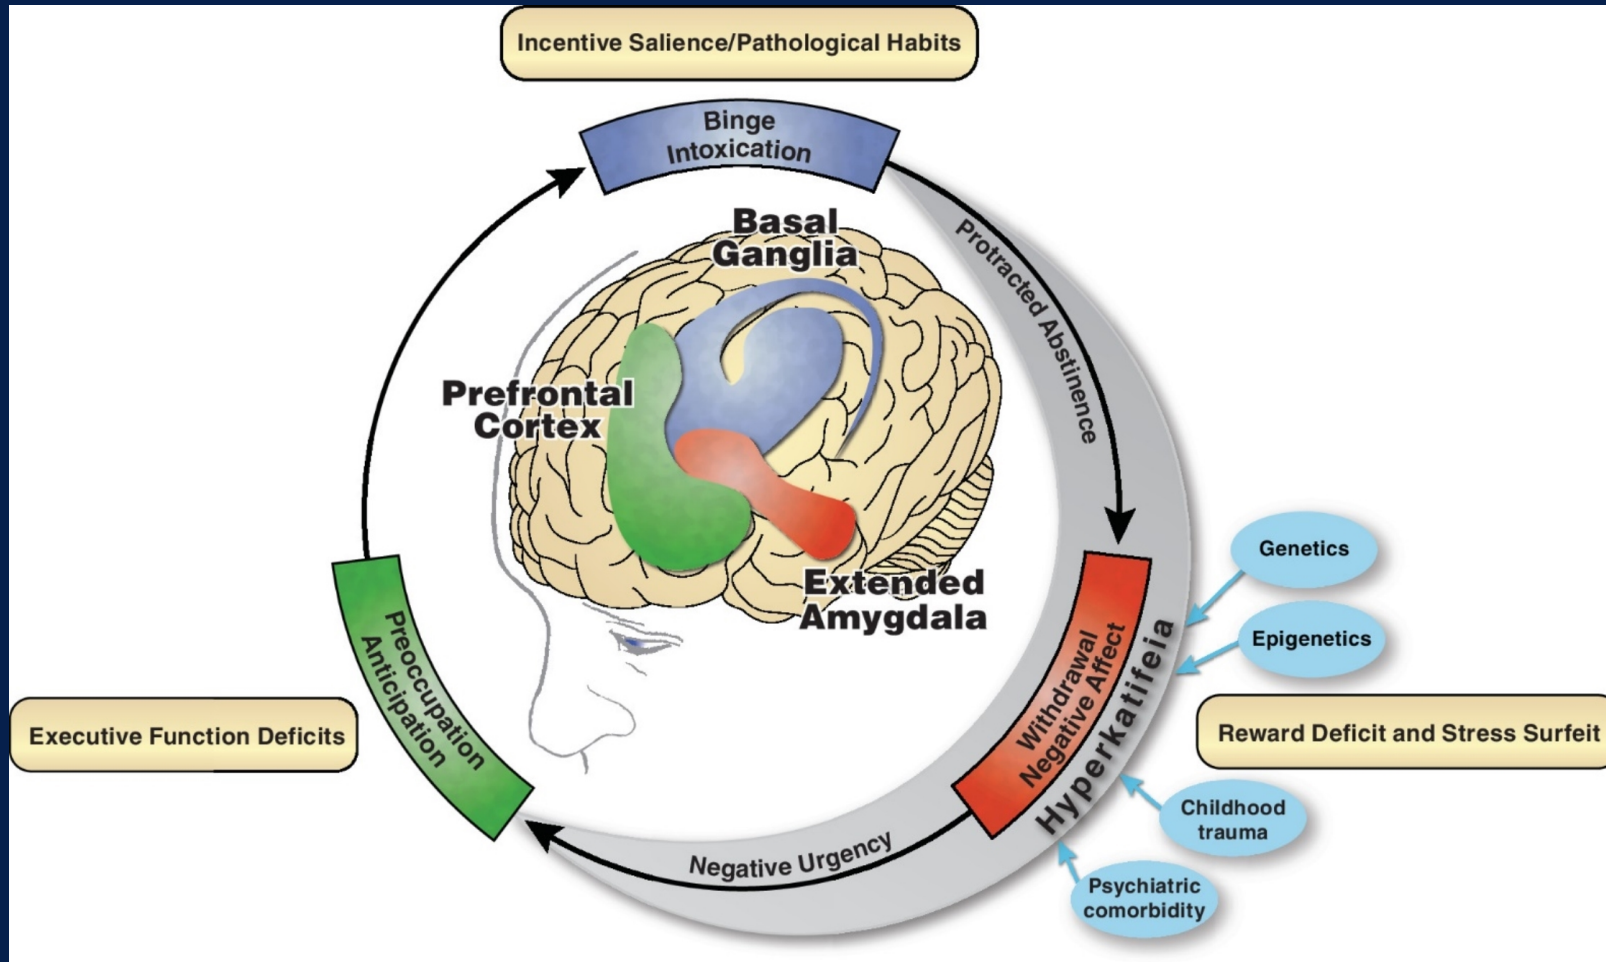 Incentive Salience/Pathological Habits
Binge
Intoxication
Basal
Ganglia
Protracted Abstinence
Prefrontal
Cortex
Extended
Amygdala
Genetics
Epigenetics
Withdrawal
Negative Affect
Hyperkatifeia
Reward Deficit and Stress Surfeit
Childhood
trauma
Psychiatric
comorbidity
Negative Urgency
Preoccupation
Anticipation
Executive Function Deficits